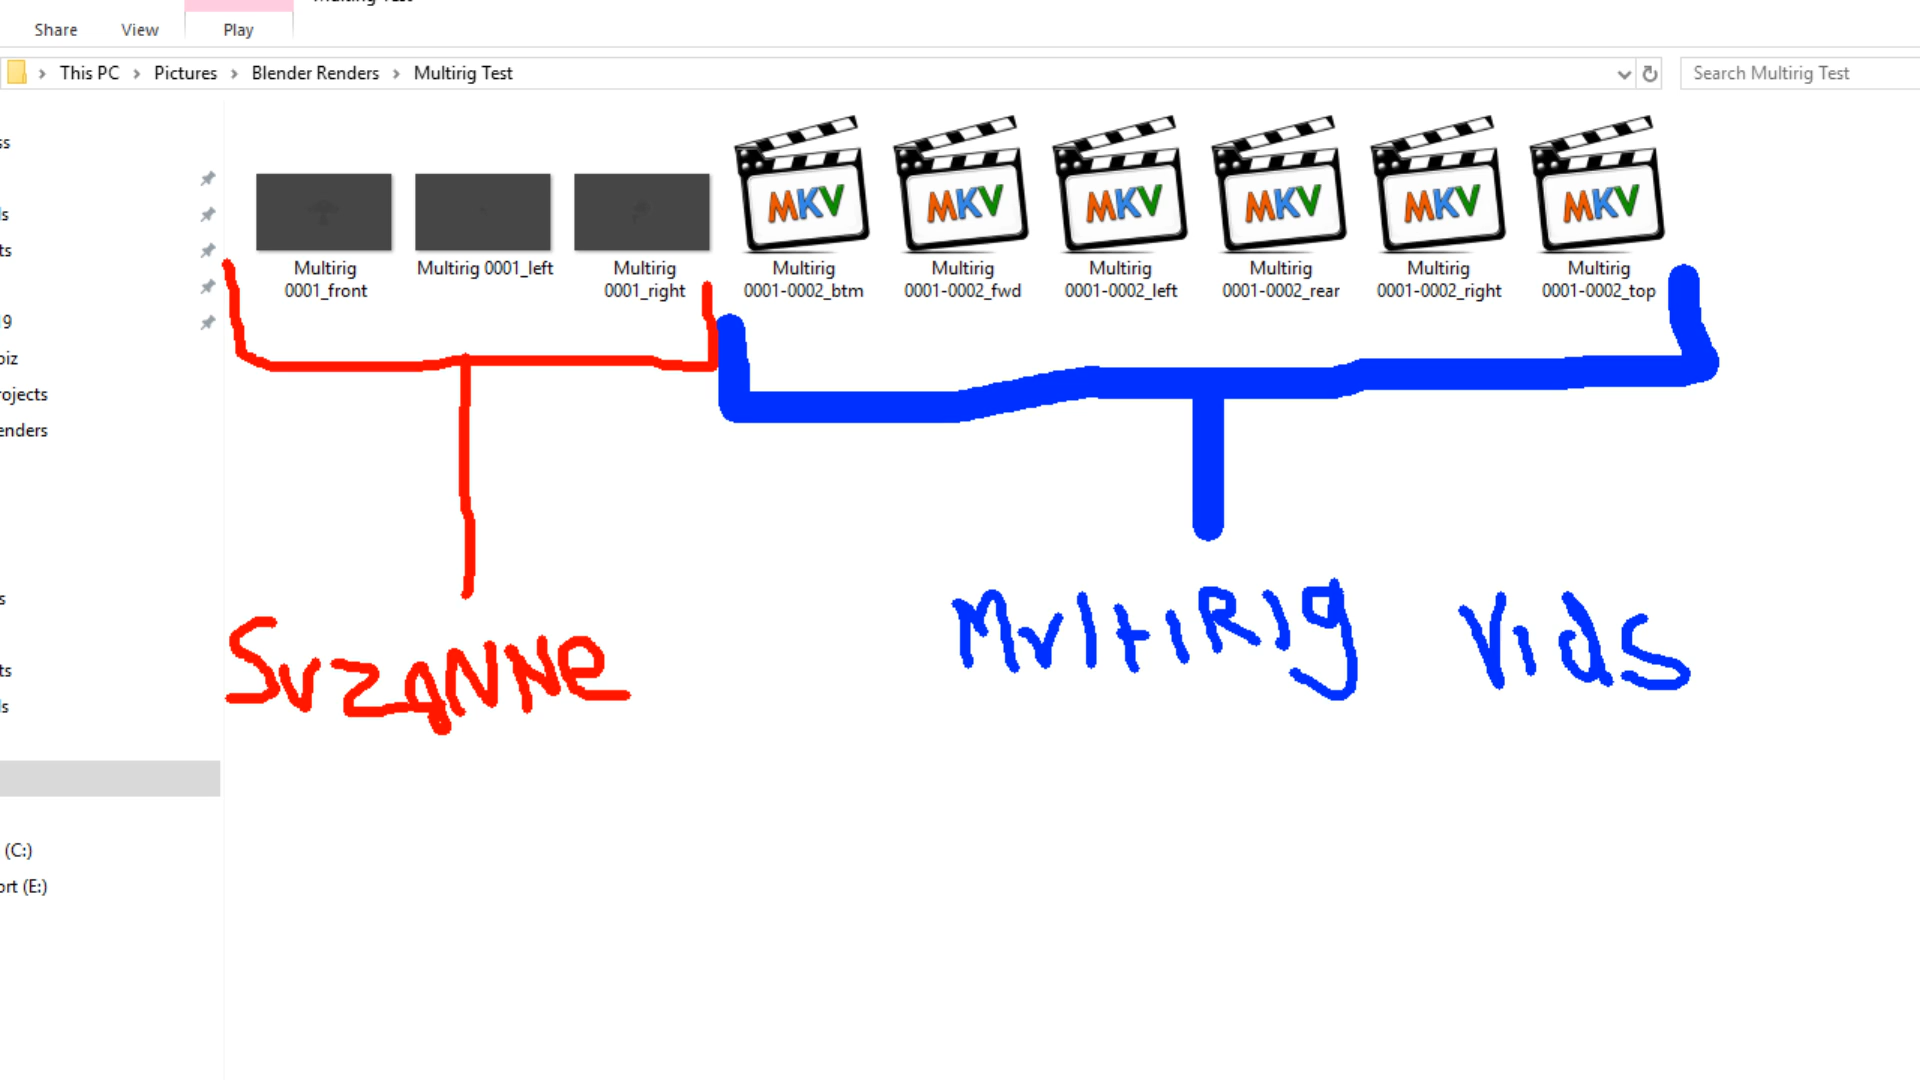 Share View Play
This PC > Pictures > Blender Renders > Multirig Test
Search Multirig Test
MKV MKV MKV MKV MKV MKV
Multirig 0001_front
Multirig 0001_left
Multirig 0001_right
Multirig 0001-0002_btm
Multirig 0001-0002_fwd
Multirig 0001-0002_left
Multirig 0001-0002_rear
Multirig 0001-0002_right
Multirig 0001-0002_top
SuzaNNe
MultiRig Vids
(C:)
(E:)